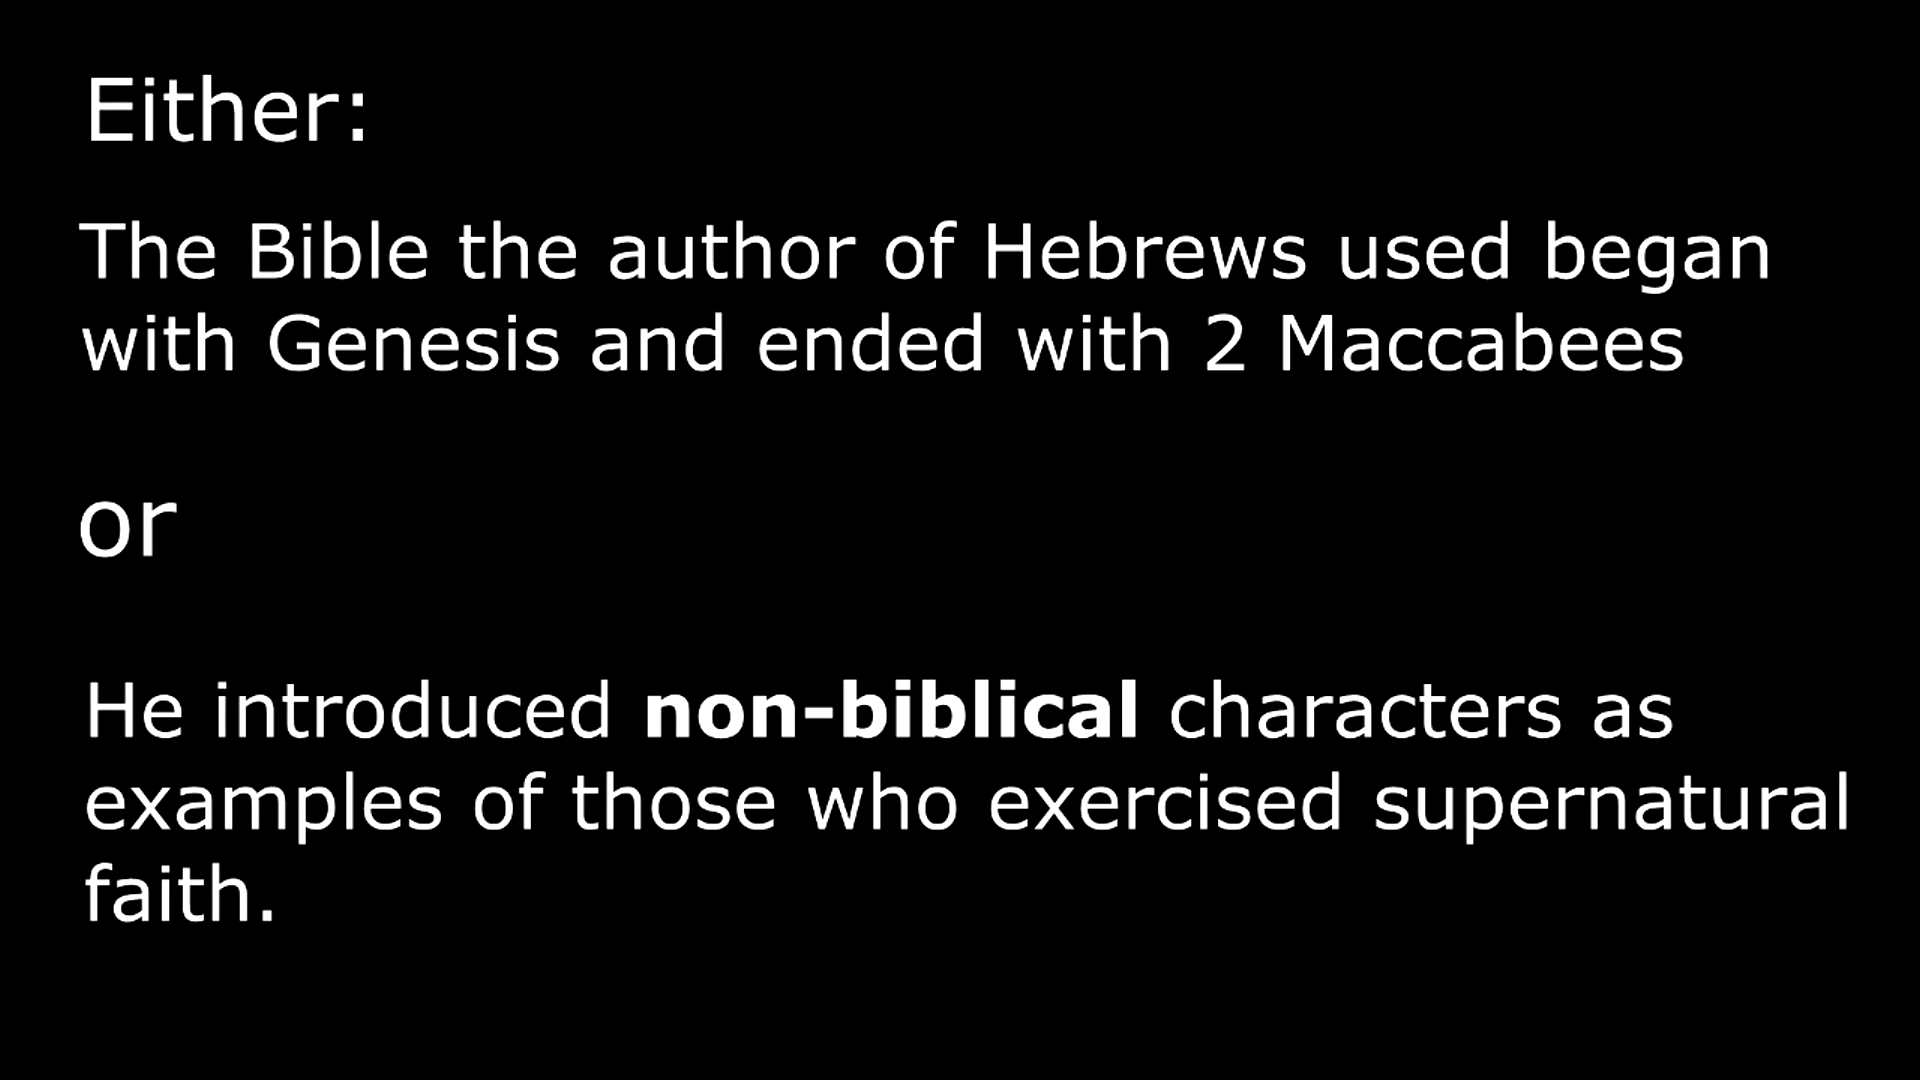 Either:
The Bible the author of Hebrews used began
with Genesis and ended with 2 Maccabees
or
He introduced non-biblical characters as
examples of those who exercised supernatural
faith.